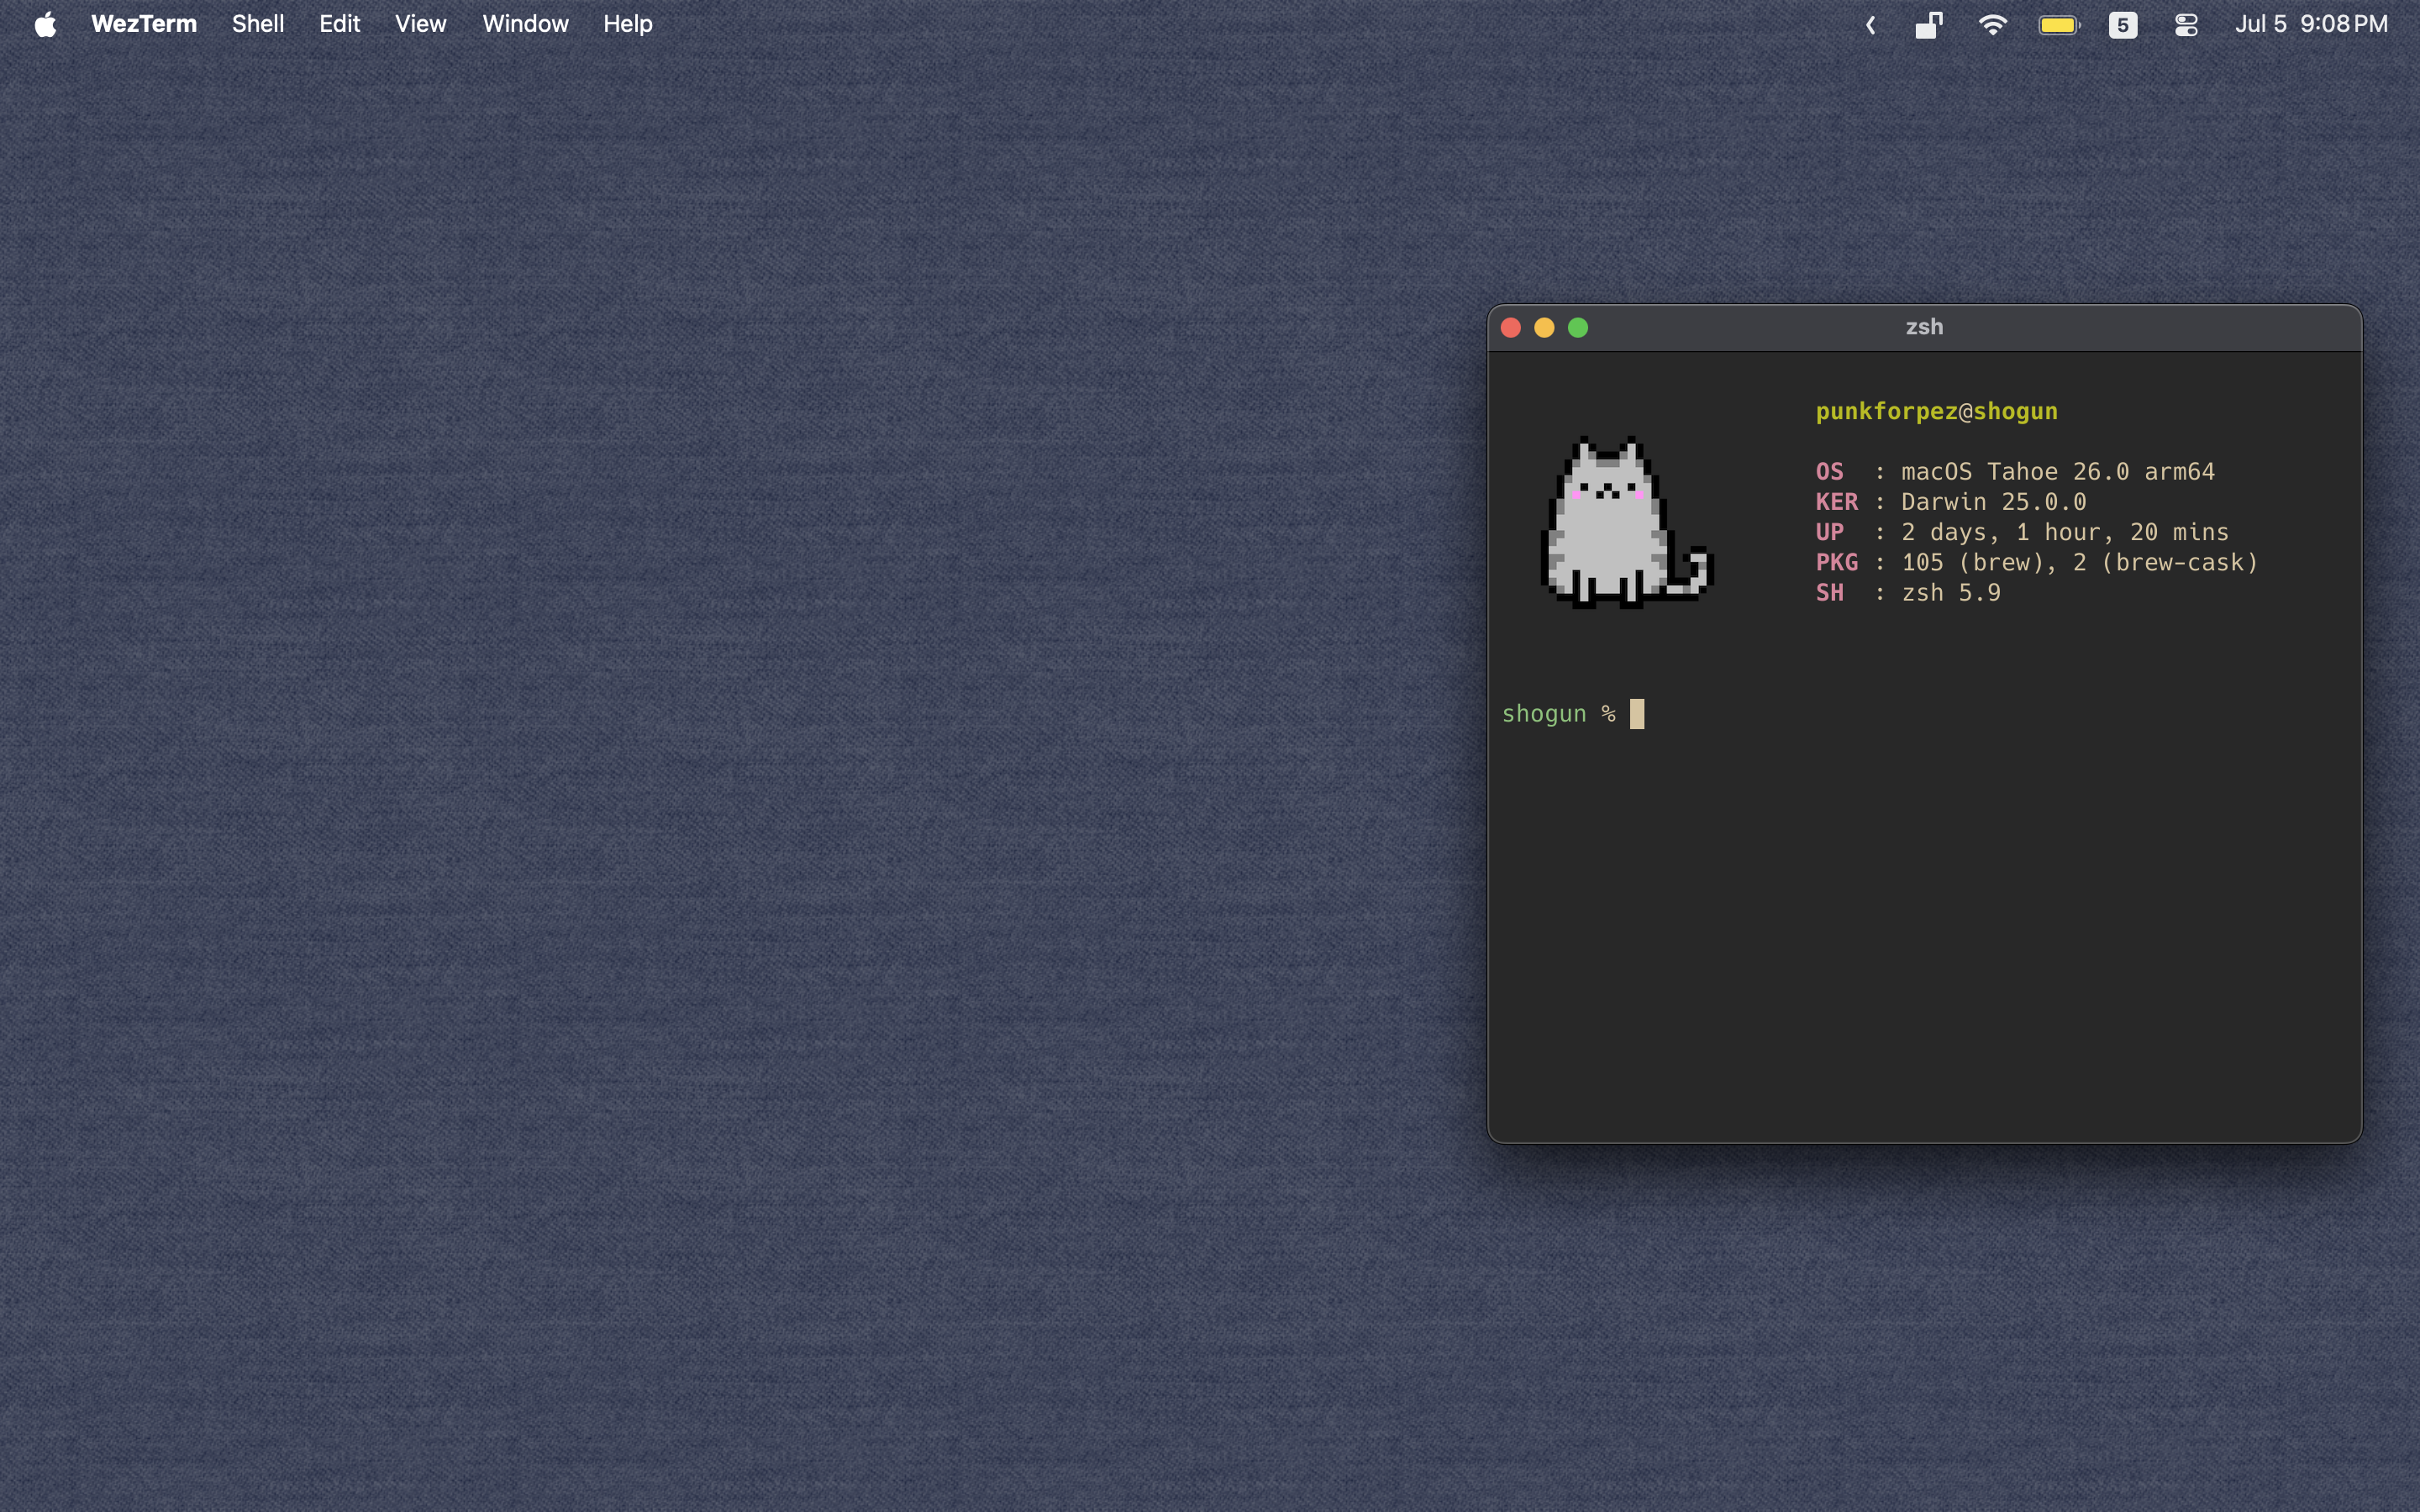 WezTerm Shell Edit View Window Help 5 Jul 5 9:08 PM
zsh
punkforpez@shogun
OS : macOS Tahoe 26.0 arm64
KER : Darwin 25.0.0
UP : 2 days, 1 hour, 20 mins
PKG : 105 (brew), 2 (brew-cask)
SH : zsh 5.9
shogun %